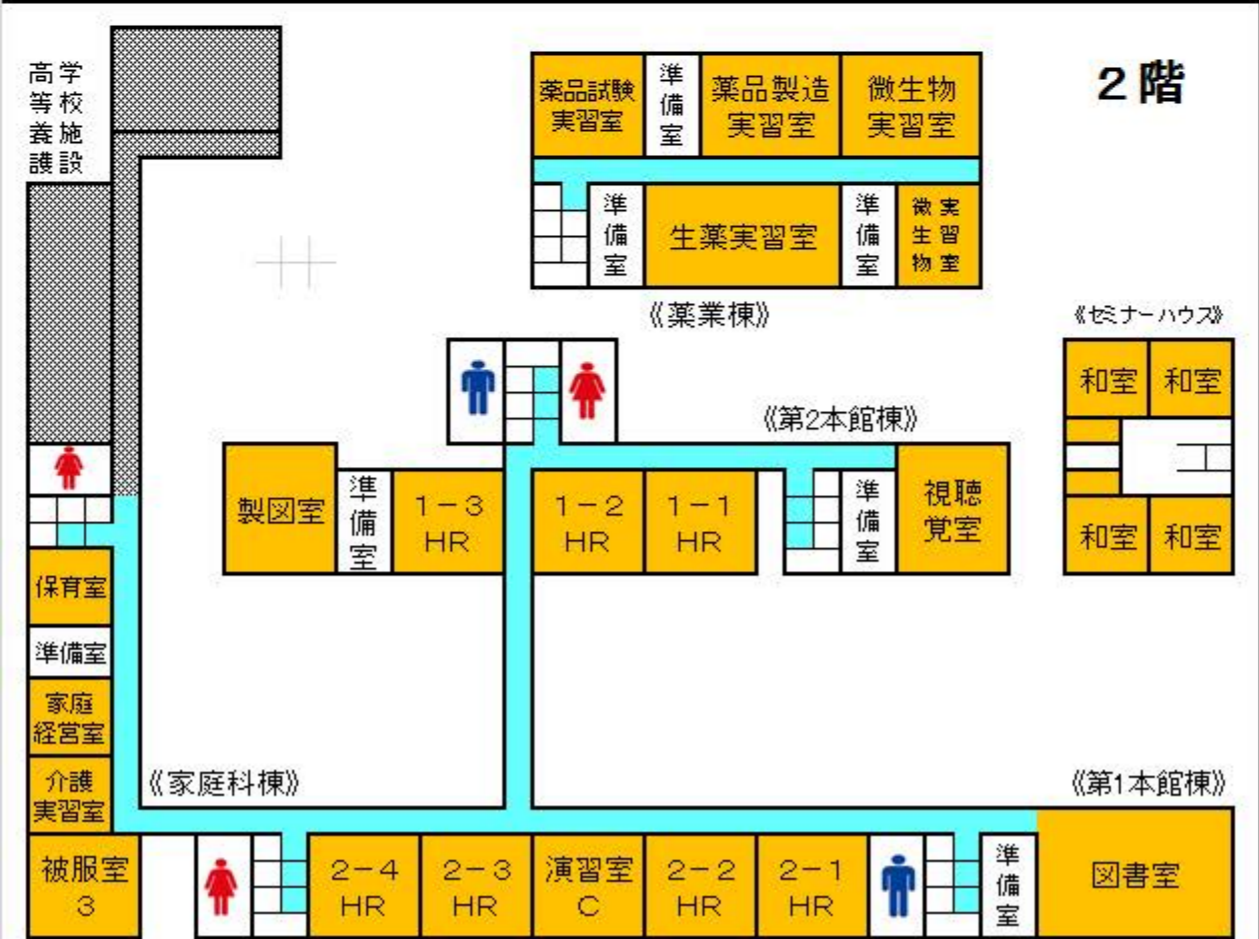 ２階
高等養護
学校施設
薬品試験
実習室
準備室
薬品製造
実習室
微生物
実習室
準備室
生薬実習室
準備室
微生物
実習室
《薬業棟》
《セミナーハウス》
和室
和室
和室
和室
《第2本館棟》
製図室
準備室
１－３
HR
１－２
HR
１－１
HR
準備室
視聴
覚室
保育室
準備室
家庭
経営室
介護
実習室
《家庭科棟》
《第1本館棟》
被服室
３
２－４
HR
２－３
HR
演習室
C
２－２
HR
２－１
HR
準備室
図書室